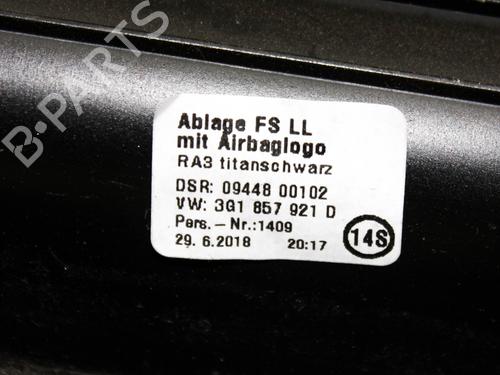 B-PARTS
Ablage FS LL
mit Airbaglogo
RA3 titanschwarz
DSR: 09448 00102
VW: 3G1 857 921 D
Pers.-Nr.:1409
29. 6.2018 20:17
14S